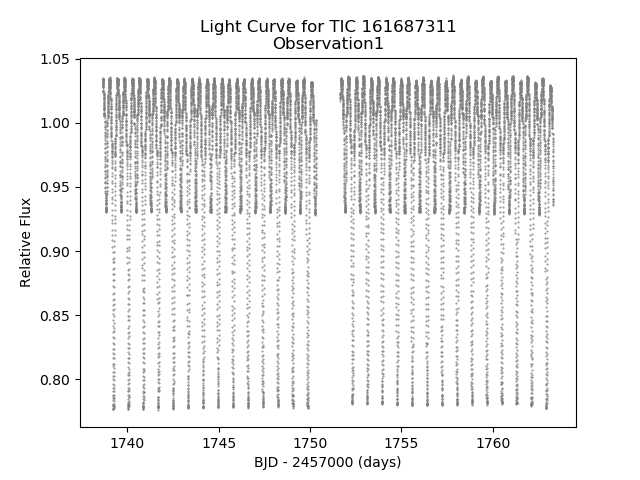 Light Curve for TIC 161687311
Observation1
1.05
1.00
0.95
0.90
0.85
0.80
Relative Flux
1740
1745
1750
1755
1760
BJD - 2457000 (days)